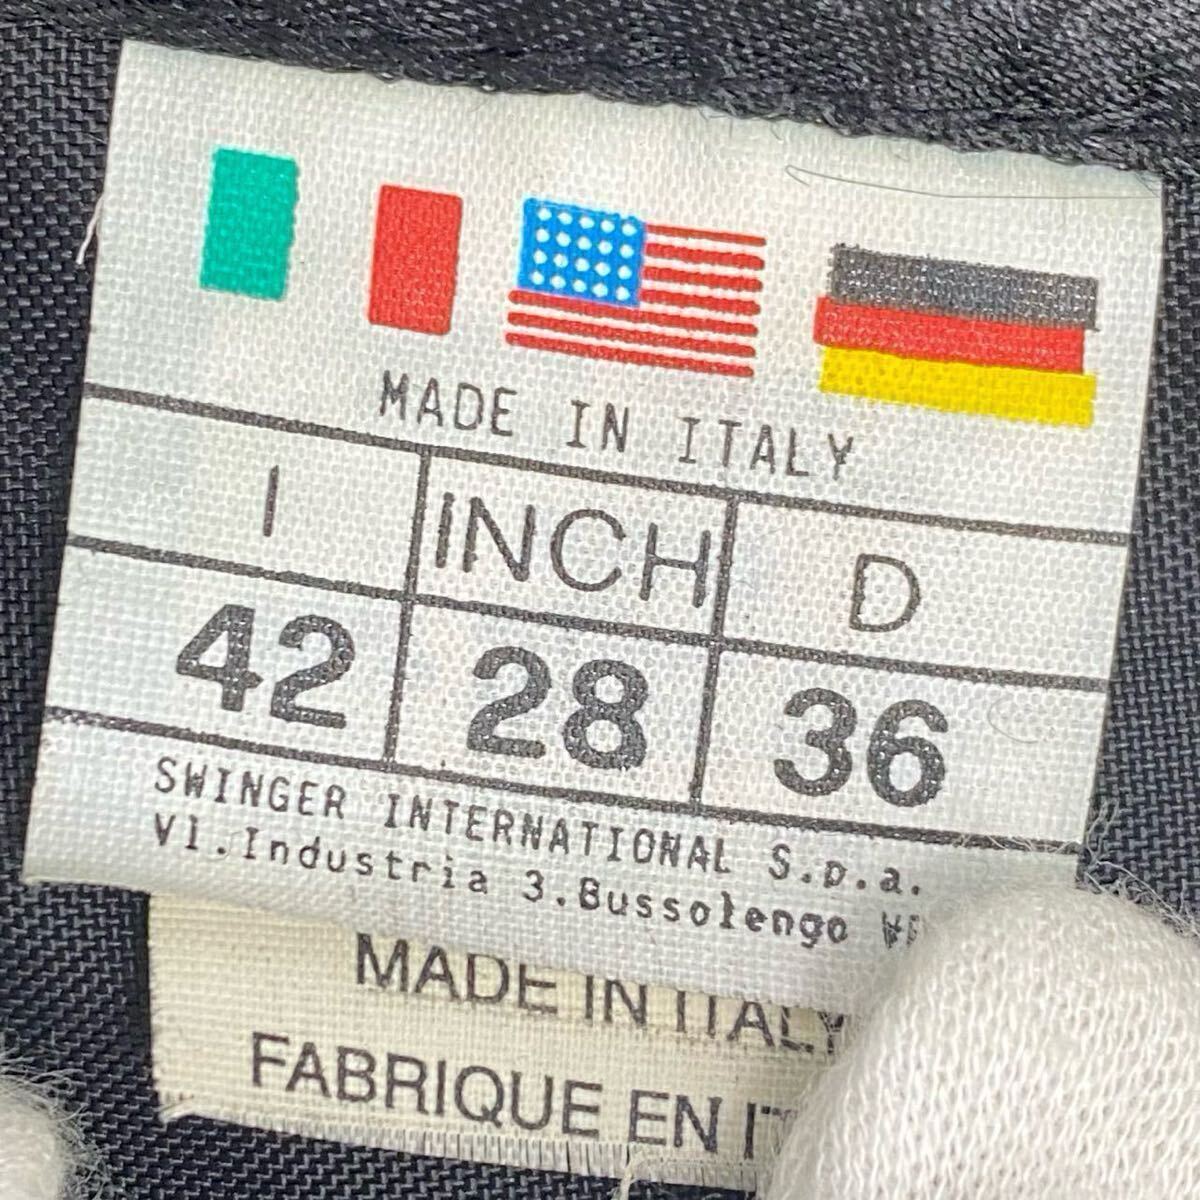 MADE IN ITALY
I INCH D
42 28 36
SWINGER INTERNATIONAL S.p.a.
Vl.Industria 3.Bussolengo
MADE IN ITALY
FABRIQUE EN